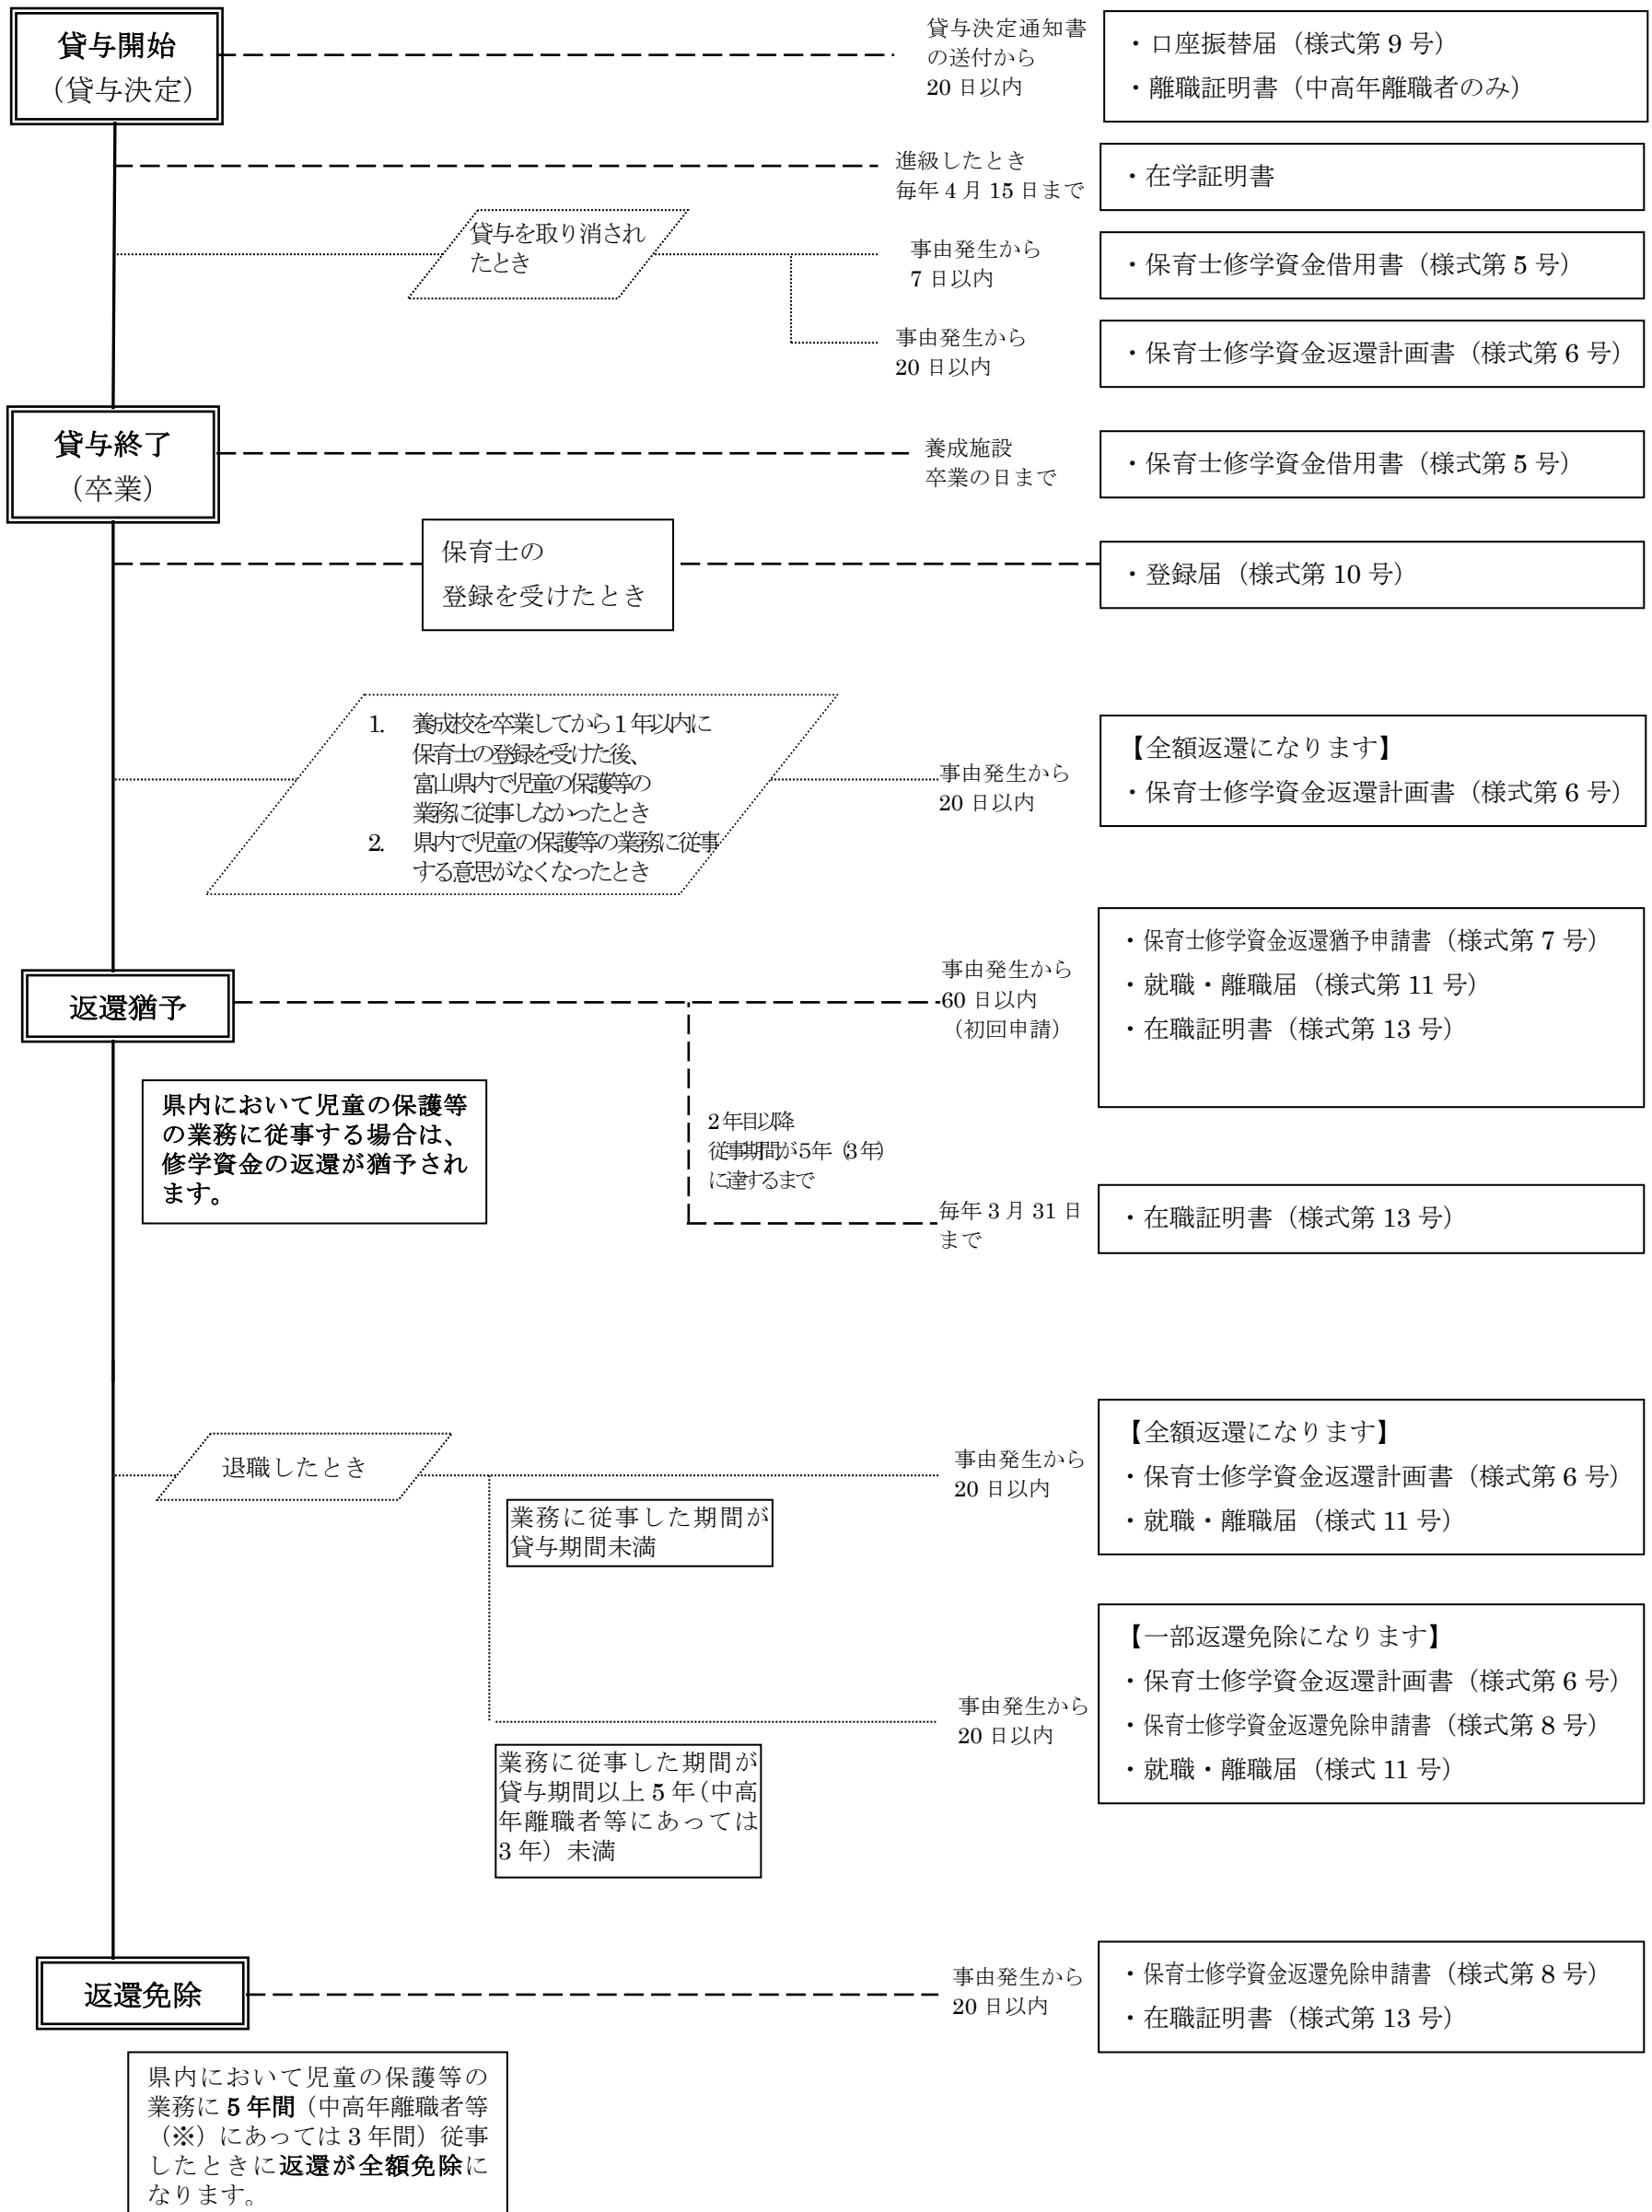 貸与開始
（貸与決定）
貸与決定通知書
の送付から
20 日以内
・口座振替届（様式第 9 号）
・離職証明書（中高年離職者のみ）
進級したとき
毎年 4 月 15 日まで
・在学証明書
貸与を取り消され
たとき
事由発生から
7 日以内
・保育士修学資金借用書（様式第 5 号）
事由発生から
20 日以内
・保育士修学資金返還計画書（様式第 6 号）
貸与終了
（卒業）
養成施設
卒業の日まで
・保育士修学資金借用書（様式第 5 号）
保育士の
登録を受けたとき
・登録届（様式第 10 号）
1. 養成校を卒業してから 1 年以内に
保育士の登録を受けた後、
富山県内で児童の保護等の
業務に従事しなかったとき
2. 県内で児童の保護等の業務に従事
する意思がなくなったとき
事由発生から
20 日以内
【全額返還になります】
・保育士修学資金返還計画書（様式第 6 号）
返還猶予
事由発生から
60 日以内
（初回申請）
・保育士修学資金返還猶予申請書（様式第 7 号）
・就職・離職届（様式第 11 号）
・在職証明書（様式第 13 号）
県内において児童の保護等
の業務に従事する場合は、
修学資金の返還が猶予され
ます。
2 年目以降
従事期間が 5年（3 年）
に達するまで
毎年 3 月 31 日
まで
・在職証明書（様式第 13 号）
退職したとき
事由発生から
20 日以内
【全額返還になります】
・保育士修学資金返還計画書（様式第 6 号）
・就職・離職届（様式 11 号）
業務に従事した期間が
貸与期間未満
事由発生から
20 日以内
【一部返還免除になります】
・保育士修学資金返還計画書（様式第 6 号）
・保育士修学資金返還免除申請書（様式第 8 号）
・就職・離職届（様式 11 号）
業務に従事した期間が
貸与期間以上 5 年（中高
年離職者等にあっては
3 年）未満
返還免除
事由発生から
20 日以内
・保育士修学資金返還免除申請書（様式第 8 号）
・在職証明書（様式第 13 号）
県内において児童の保護等の
業務に 5 年間（中高年離職者等
（※）にあっては 3 年間）従事
したときに返還が全額免除に
なります。